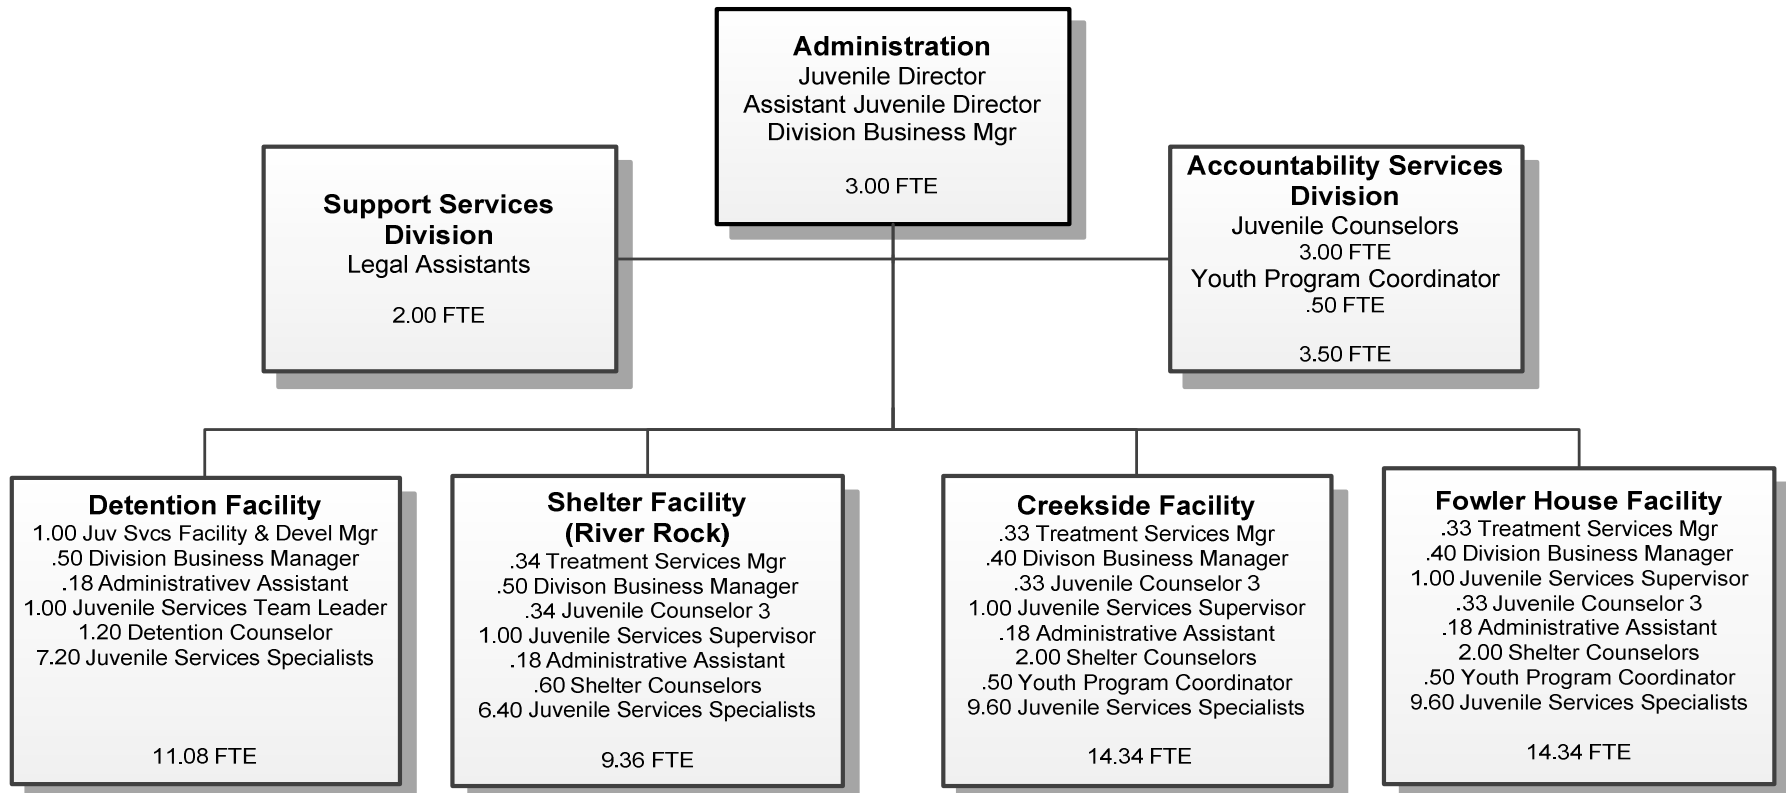 Administration
Juvenile Director
Assistant Juvenile Director
Division Business Mgr
3.00 FTE
Support Services
Division
Legal Assistants
2.00 FTE
Accountability Services
Division
Juvenile Counselors
3.00 FTE
Youth Program Coordinator
.50 FTE
3.50 FTE
Detention Facility
1.00 Juv Svcs Facility & Devel Mgr
.50 Division Business Manager
.18 Administrativev Assistant
1.00 Juvenile Services Team Leader
1.20 Detention Counselor
7.20 Juvenile Services Specialists
11.08 FTE
Shelter Facility
(River Rock)
.34 Treatment Services Mgr
.50 Divison Business Manager
.34 Juvenile Counselor 3
1.00 Juvenile Services Supervisor
.18 Administrative Assistant
.60 Shelter Counselors
6.40 Juvenile Services Specialists
9.36 FTE
Creekside Facility
.33 Treatment Services Mgr
.40 Divison Business Manager
.33 Juvenile Counselor 3
1.00 Juvenile Services Supervisor
.18 Administrative Assistant
2.00 Shelter Counselors
.50 Youth Program Coordinator
9.60 Juvenile Services Specialists
14.34 FTE
Fowler House Facility
.33 Treatment Services Mgr
.40 Division Business Manager
1.00 Juvenile Services Supervisor
.33 Juvenile Counselor 3
.18 Administrative Assistant
2.00 Shelter Counselors
.50 Youth Program Coordinator
9.60 Juvenile Services Specialists
14.34 FTE